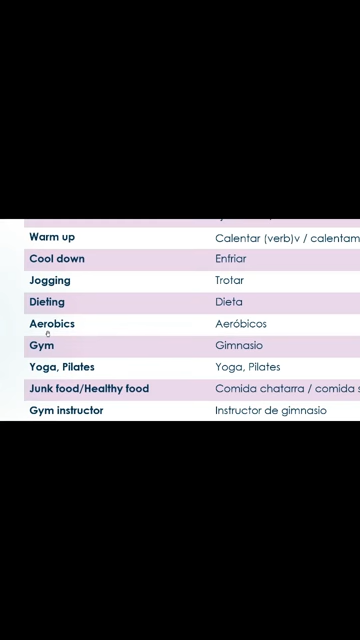 Warm up Calentar (verb)v / calentam
Cool down Enfriar
Jogging Trotar
Dieting Dieta
Aerobics Aeróbicos
Gym Gimnasio
Yoga, Pilates Yoga, Pilates
Junk food/Healthy food Comida chatarra / comida s
Gym instructor Instructor de gimnasio